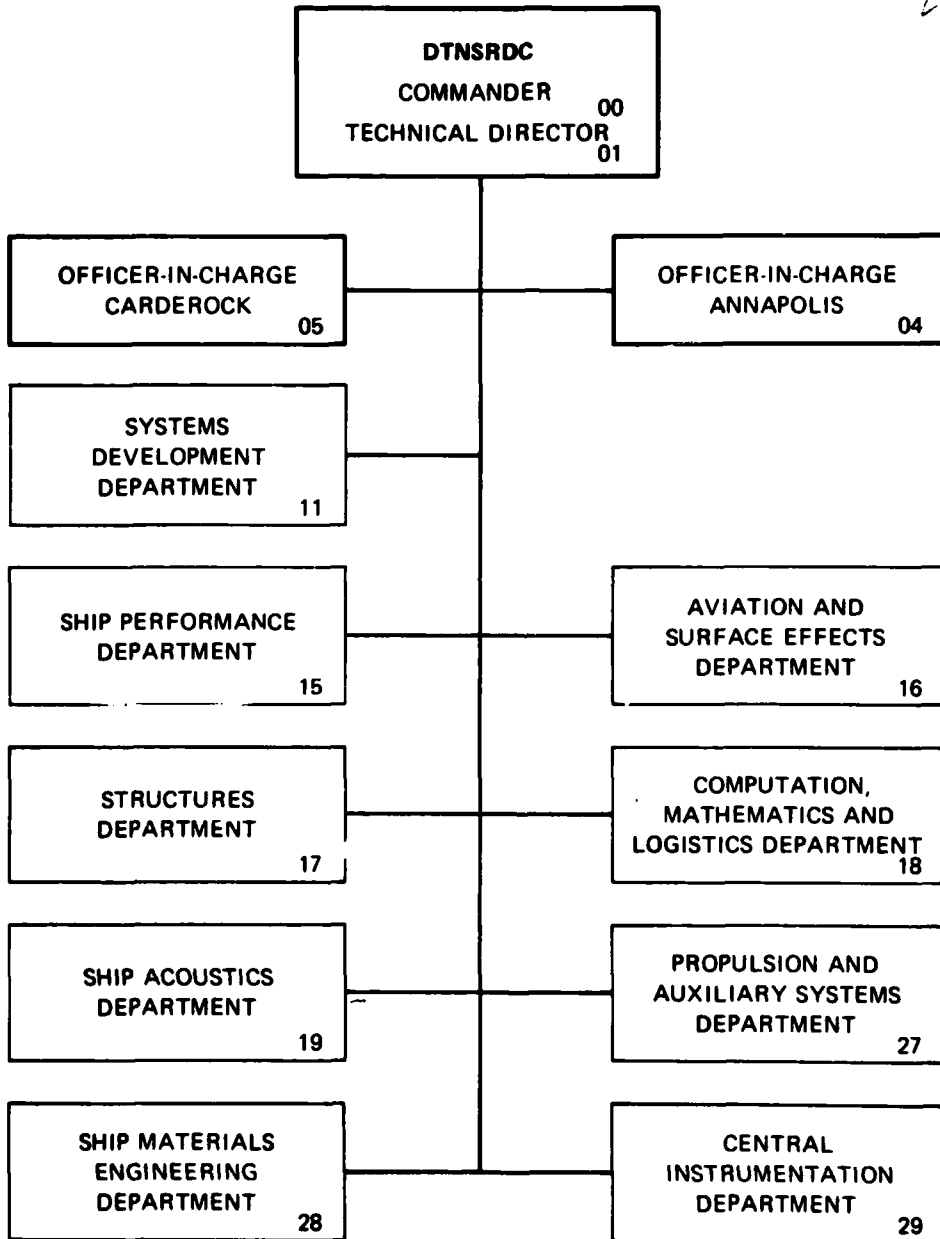 DTNSRDC
COMMANDER 00
TECHNICAL DIRECTOR 01
OFFICER-IN-CHARGE
CARDEROCK
05
OFFICER-IN-CHARGE
ANNAPOLIS
04
SYSTEMS
DEVELOPMENT
DEPARTMENT
11
SHIP PERFORMANCE
DEPARTMENT
15
AVIATION AND
SURFACE EFFECTS
DEPARTMENT
16
STRUCTURES
DEPARTMENT
17
COMPUTATION,
MATHEMATICS AND
LOGISTICS DEPARTMENT
18
SHIP ACOUSTICS
DEPARTMENT
19
PROPULSION AND
AUXILIARY SYSTEMS
DEPARTMENT
27
SHIP MATERIALS
ENGINEERING
DEPARTMENT
28
CENTRAL
INSTRUMENTATION
DEPARTMENT
29